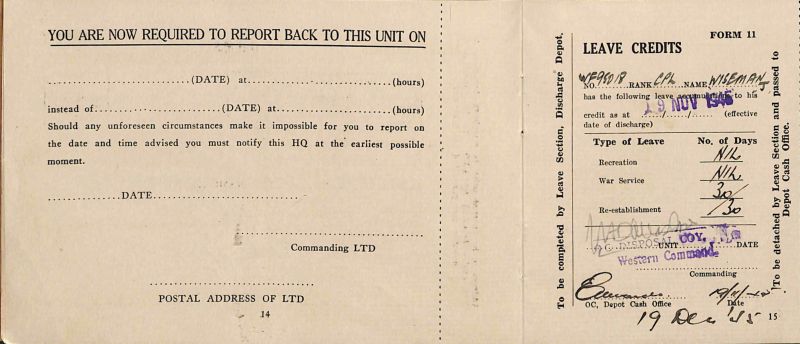 YOU ARE NOW REQUIRED TO REPORT BACK TO THIS UNIT ON
(DATE) at (hours)
instead of (DATE) at (hours)
Should any unforeseen circumstances make it impossible for you to report on
the date and time advised you must notify this HQ at the earliest possible
moment.
DATE
Commanding LTD
POSTAL ADDRESS OF LTD
14
To be completed by Leave Section, Discharge Depot,
FORM 11
LEAVE CREDITS
NO. WF95018 RANK CPL NAME WISEMAN J
has the following leave accumulating to his
credit as at 19 NOV 1945 (effective
date of discharge)
Type of Leave No. of Days
Recreation NIL
War Service NIL
30
Re-establishment 30
DISPOSAL UNIT COY. DATE
Western Command.
Commanding
OC, Depot Cash Office Date
19 Dec '45 15
To be detached by Leave Section and passed to
Depot Cash Office.